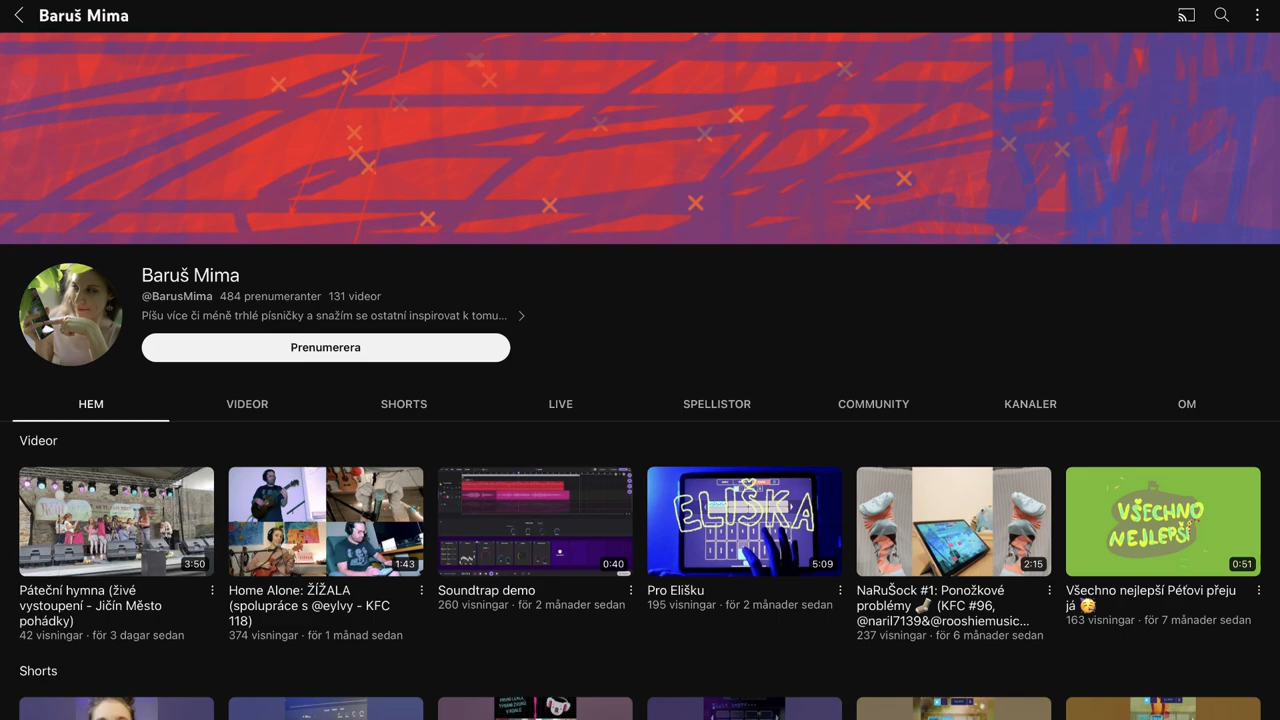 Baruš Mima
Baruš Mima
@BarusMima 484 prenumeranter 131 videor
Píšu více či méně trhlé písničky a snažím se ostatní inspirovat k tomu...
Prenumerera
HEM VIDEOR SHORTS LIVE SPELLISTOR COMMUNITY KANALER OM
Videor
3:50
Páteční hymna (živé
vystoupení - Jičín Město
pohádky)
42 visningar · för 3 dagar sedan
1:43
Home Alone: ŽÍŽALA
(spolupráce s @eylvy - KFC
118)
374 visningar · för 1 månad sedan
0:40
Soundtrap demo
260 visningar · för 2 månader sedan
ELIŠKA
5:09
Pro Elišku
195 visningar · för 2 månader sedan
2:15
NaRuŠock #1: Ponožkové
problémy 🧦 (KFC #96,
@naril7139&@rooshiemusic...
237 visningar · för 6 månader sedan
VŠECHNO
NEJLEPŠÍ
0:51
Všechno nejlepší Péťovi přeju
já 🥳
163 visningar · för 7 månader sedan
Shorts